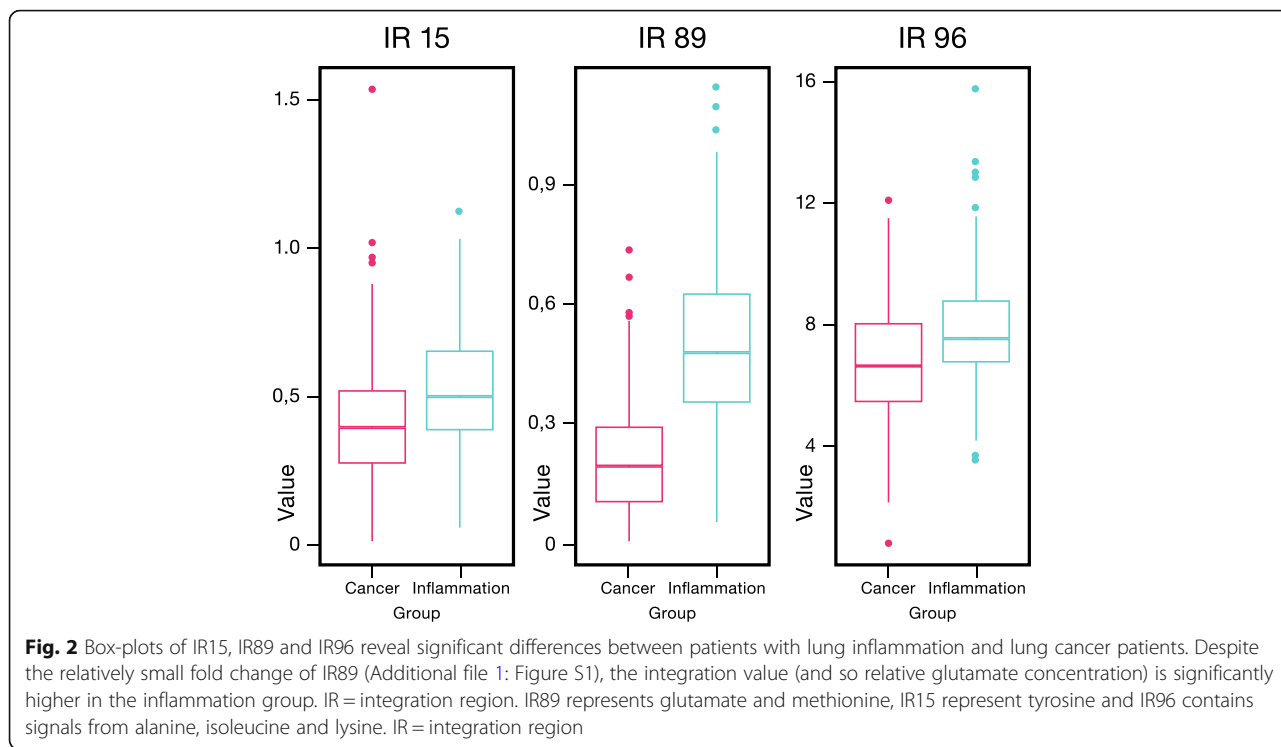 IR 15
IR 89
IR 96
1.5
1.0
0,5
0
Value
Cancer
Inflammation
Group
0,9
0,6
0,3
0
Value
Cancer
Inflammation
Group
16
12
8
4
Value
Cancer
Inflammation
Group
Fig. 2 Box-plots of IR15, IR89 and IR96 reveal significant differences between patients with lung inflammation and lung cancer patients. Despite
the relatively small fold change of IR89 (Additional file 1: Figure S1), the integration value (and so relative glutamate concentration) is significantly
higher in the inflammation group. IR = integration region. IR89 represents glutamate and methionine, IR15 represent tyrosine and IR96 contains
signals from alanine, isoleucine and lysine. IR = integration region